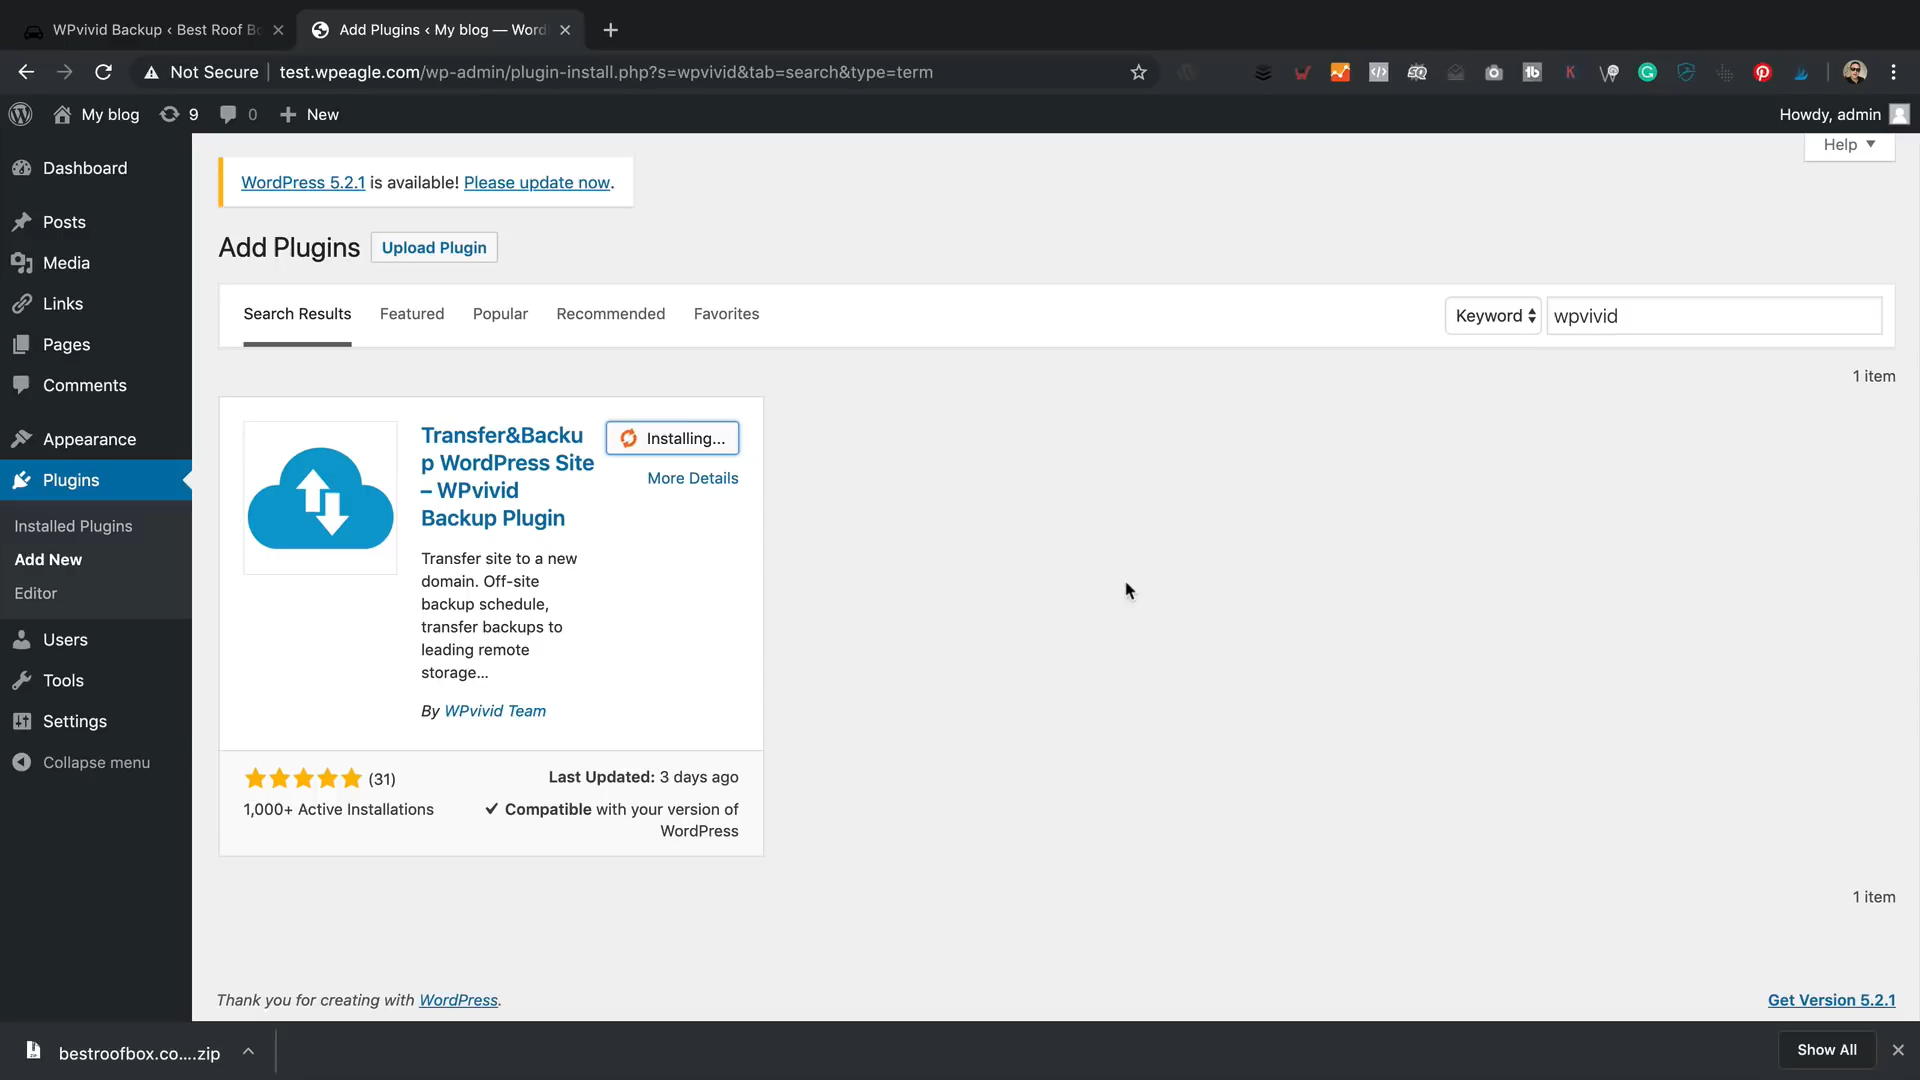 WPvivid Backup ‹ Best Roof Bo
Add Plugins ‹ My blog — Word
Not Secure
test.wpeagle.com/wp-admin/plugin-install.php?s=wpvivid&tab=search&type=term
My blog
9
0
New
Howdy, admin
Dashboard
Posts
Media
Links
Pages
Comments
Appearance
Plugins
Installed Plugins
Add New
Editor
Users
Tools
Settings
Collapse menu
Help
WordPress 5.2.1 is available! Please update now.
Add Plugins
Upload Plugin
Search Results
Featured
Popular
Recommended
Favorites
Keyword
wpvivid
1 item
Transfer&Backu
p WordPress Site
– WPvivid
Backup Plugin
Installing...
More Details
Transfer site to a new
domain. Off-site
backup schedule,
transfer backups to
leading remote
storage...
By WPvivid Team
(31)
1,000+ Active Installations
Last Updated: 3 days ago
Compatible with your version of
WordPress
1 item
Thank you for creating with WordPress.
Get Version 5.2.1
bestroofbox.co....zip
Show All